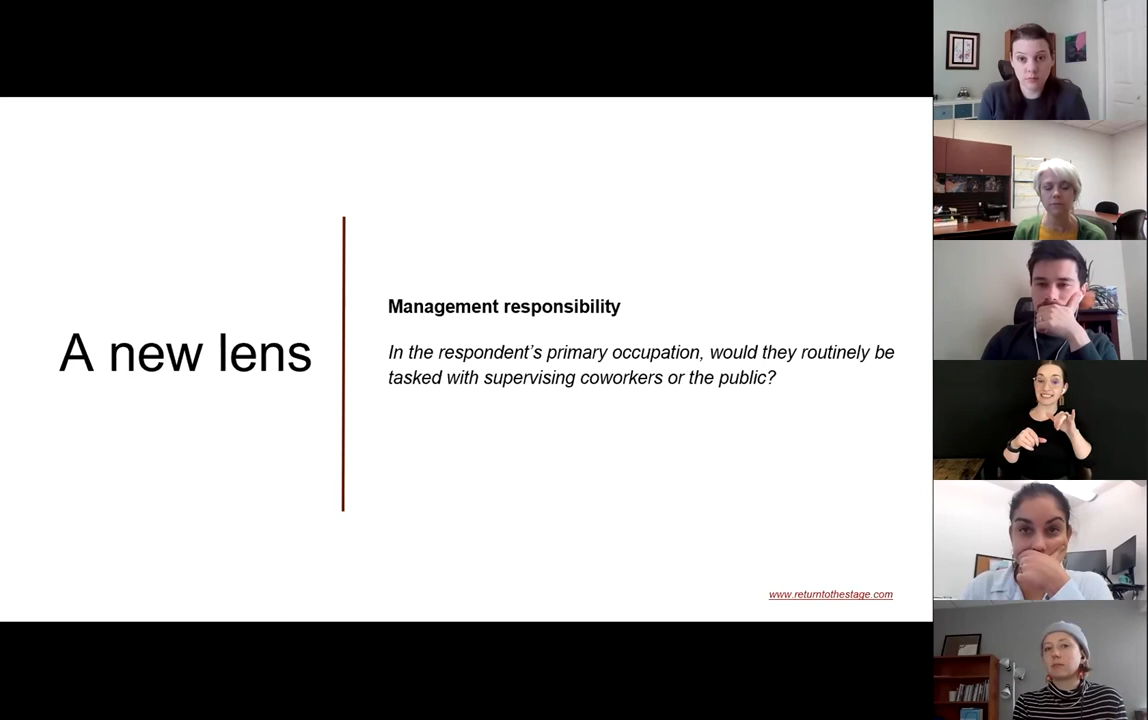 A new lens
Management responsibility
In the respondent's primary occupation, would they routinely be
tasked with supervising coworkers or the public?
www.returntothestage.com